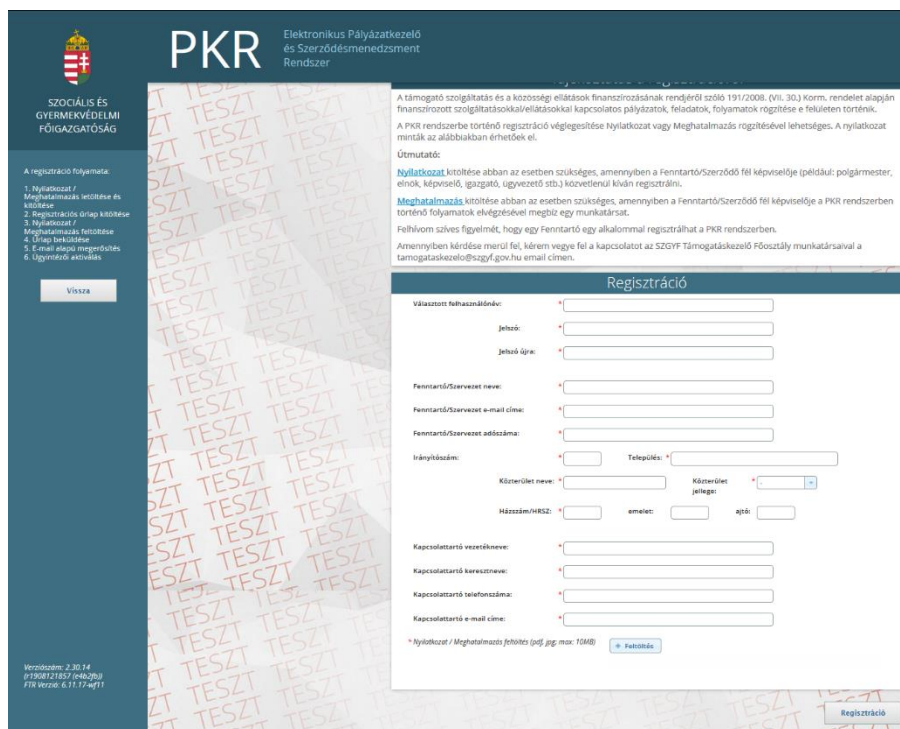 PKR
Elektronikus Pályázatkezelő
és Szerződésmenedzsment
Rendszer
SZOCIÁLIS ÉS
GYERMEKVÉDELMI
FŐIGAZGATÓSÁG
A regisztráció folyamata:
1. Nyilatkozat /
Meghatalmazás letöltése és
kitöltése
2. Regisztrációs űrlap kitöltése
3. Nyilatkozat /
Meghatalmazás feltöltése
4. Űrlap beküldése
5. E-mail alapú megerősítés
6. Ügyintézői aktiválás
Vissza
Verziószám: 2.30.14
(r1908121857 (e4b2fb))
FTR Verzió: 6.11.17-wf11
A támogató szolgáltatás és a közösségi ellátások finanszírozásának rendjéről szóló 191/2008. (VII. 30.) Korm. rendelet alapján
finanszírozott szolgáltatásokkal/ellátásokkal kapcsolatos pályázatok, feladatok, folyamatok rögzítése e felületen történik.
A PKR rendszerbe történő regisztráció véglegesítése Nyilatkozat vagy Meghatalmazás rögzítésével lehetséges. A nyilatkozat
minták az alábbiakban érhetőek el.
Útmutató:
Nyilatkozat kitöltése abban az esetben szükséges, amennyiben a Fenntartó/Szerződő fél képviselője (például: polgármester,
elnök, képviselő, igazgató, ügyvezető stb.) közvetlenül kíván regisztrálni.
Meghatalmazás kitöltése abban az esetben szükséges, amennyiben a Fenntartó/Szerződő fél képviselője a PKR rendszerben
történő folyamatok elvégzésével megbíz egy munkatársat.
Felhívom szíves figyelmét, hogy egy Fenntartó egy alkalommal regisztrálhat a PKR rendszerben.
Amennyiben kérdése merül fel, kérem vegye fel a kapcsolatot az SZGYF Támogatáskezelő Főosztály munkatársaival a
tamogataskezelo@szgyf.gov.hu email címen.
Regisztráció
Választott felhasználónév: *
Jelszó: *
Jelszó újra: *
Fenntartó/Szervezet neve: *
Fenntartó/Szervezet e-mail címe: *
Fenntartó/Szervezet adószáma: *
Irányítószám: * Település: *
Közterület neve: * Közterület jellege: * -
Házszám/HRSZ: * emelet: ajtó:
Kapcsolattartó vezetékneve: *
Kapcsolattartó keresztneve: *
Kapcsolattartó telefonszáma: *
Kapcsolattartó e-mail címe: *
* Nyilatkozat / Meghatalmazás feltöltés (pdf, jpg; max: 10MB) + Feltöltés
Regisztráció
TESZT